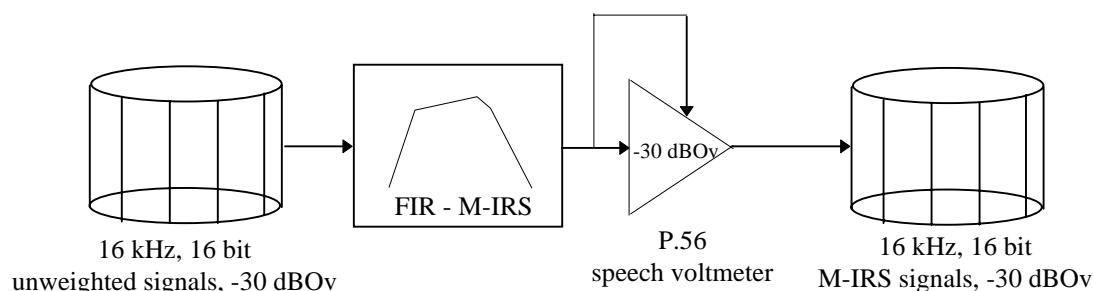 -30 dBOv
FIR - M-IRS
16 kHz, 16 bit
unweighted signals, -30 dBOv
P.56
speech voltmeter
16 kHz, 16 bit
M-IRS signals, -30 dBOv